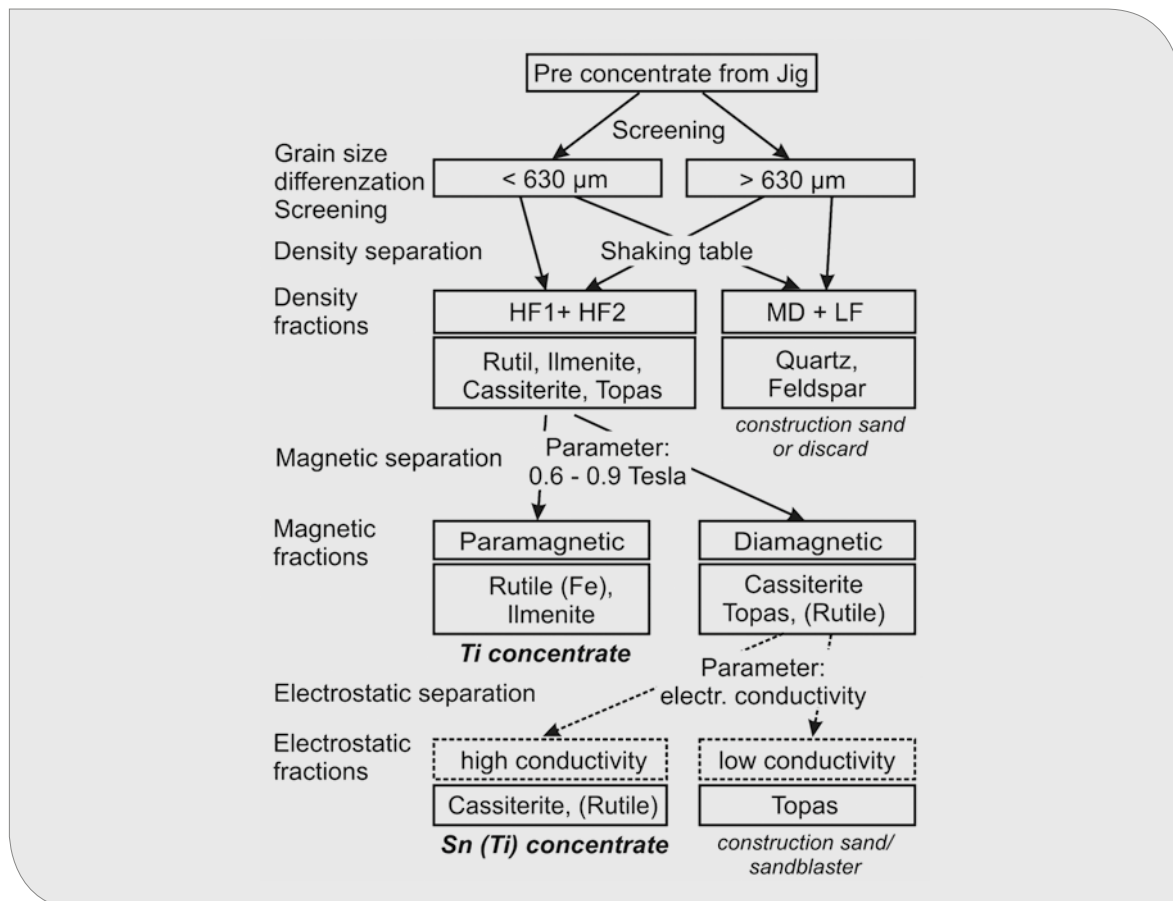 Pre concentrate from Jig
Screening
Grain size
differenzation
Screening
< 630 µm
> 630 µm
Density separation
Shaking table
Density
fractions
HF1+ HF2
MD + LF
Rutil, Ilmenite,
Cassiterite, Topas
Quartz,
Feldspar
construction sand
or discard
Magnetic separation
Parameter:
0.6 - 0.9 Tesla
Magnetic
fractions
Paramagnetic
Diamagnetic
Rutile (Fe),
Ilmenite
Cassiterite
Topas, (Rutile)
Ti concentrate
Parameter:
electr. conductivity
Electrostatic separation
Electrostatic
fractions
high conductivity
low conductivity
Cassiterite, (Rutile)
Topas
Sn (Ti) concentrate
construction sand/
sandblaster